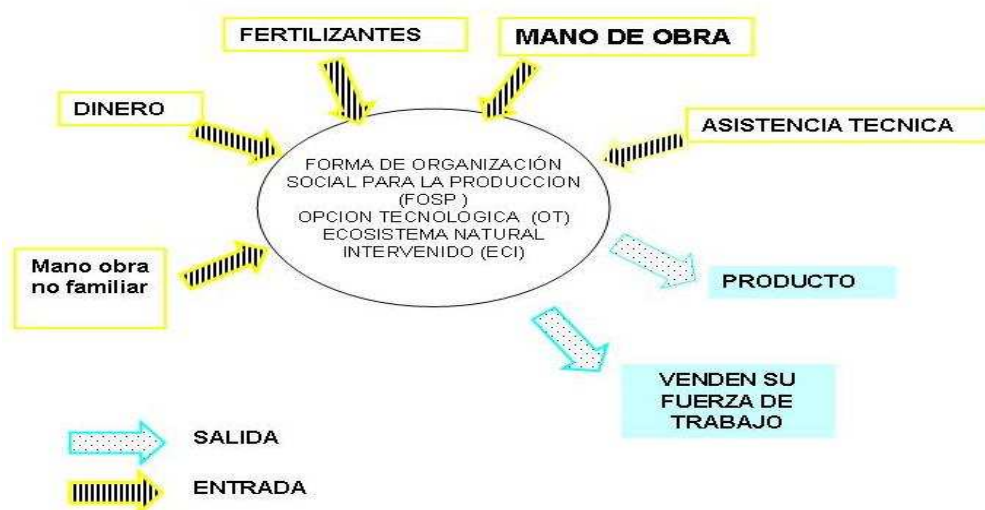 FERTILIZANTES
MANO DE OBRA
DINERO
ASISTENCIA TECNICA
FORMA DE ORGANIZACIÓN
SOCIAL PARA LA PRODUCCION
(FOSP )
OPCION TECNOLOGICA (OT)
ECOSISTEMA NATURAL
INTERVENIDO (ECI)
Mano obra
no familiar
PRODUCTO
VENDEN SU
FUERZA DE
TRABAJO
SALIDA
ENTRADA